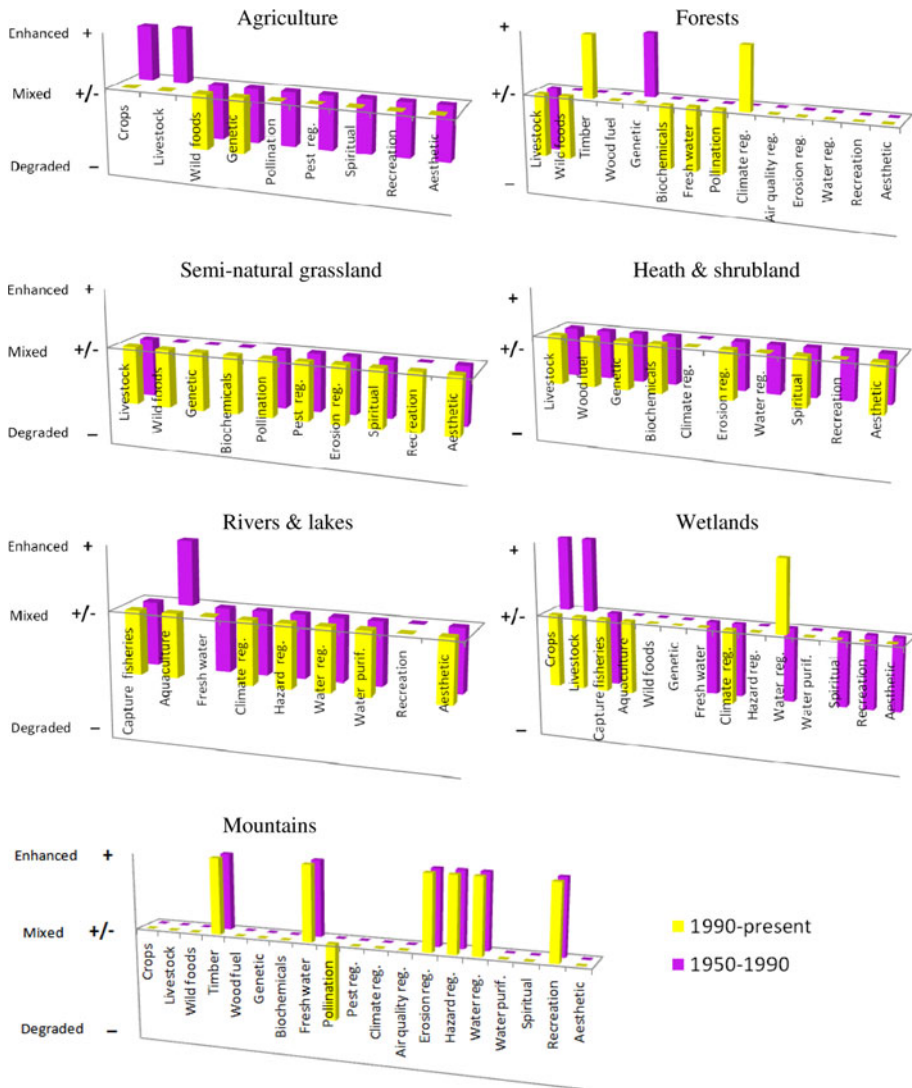 Agriculture
Enhanced +
Mixed +/-
Degraded –
Crops
Livestock
Wild foods
Genetic
Pollinat on
Pest reg.
Spiritual
Recreation
Aesthetic
Forests
+
+/-
–
Livestock
Wild foods
Timber
Wood fuel
Genetic
Biochemicals
Fresh water
Pollination
Climate reg.
Air quality reg.
Erosion reg.
Water reg.
Recreation
Aesthetic
Semi-natural grassland
Enhanced +
Mixed +/-
Degraded –
Livestock
Wild foods
Genetic
Biochemicals
Pollination
Pest reg.
Erosion reg.
Spiritual
Recreation
Aesthetic
Heath & shrubland
+
+/-
–
Livestock
Wood fuel
Genetic
Biochemicals
Climate reg.
Erosion reg.
Water reg.
Spiritual
Recreation
Aesthetic
Rivers & lakes
Enhanced +
Mixed +/-
Degraded –
Capture fisheries
Aquaculture
Fresh water
Climate reg.
Hazard reg.
Water reg.
Water purif.
Recreation
Aesthetic
Wetlands
+
+/-
–
Crops
Livestock
Capture fisheries
Aquaculture
Wild foods
Genetic
Fresh water
Climate reg.
Hazard reg.
Water reg.
Water purif.
Spiritual
Recreation
Aesthetic
Mountains
Enhanced +
Mixed +/-
Degraded –
Crops
Livestock
Wild foods
Timber
Wood fuel
Genetic
Biochemicals
Fresh water
Pollination
Pest reg.
Climate reg.
Air quality reg.
Erosion reg.
Hazard reg.
Water reg.
Water purif.
Spiritual
Recreation
Aesthetic
1990-present
1950-1990